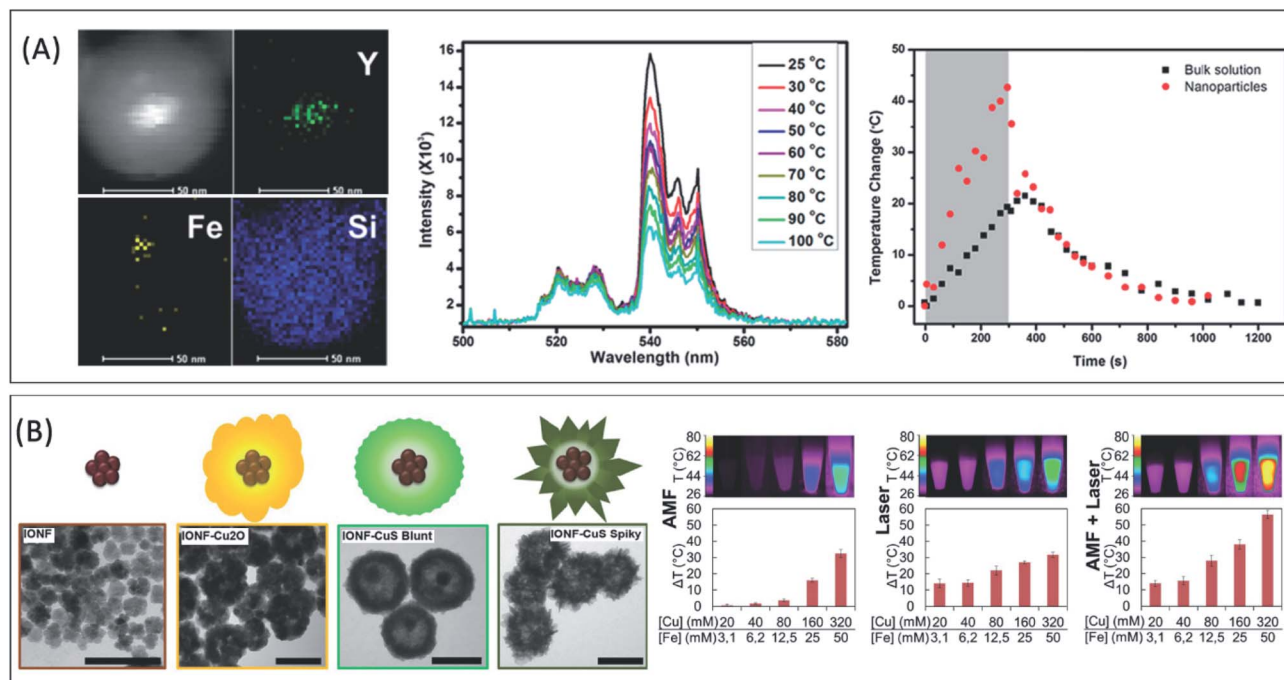 (A)
Y
50 nm
50 nm
Fe
Si
50 nm
50 nm
Intensity (X10³)
16
14
12
10
8
6
4
2
500 520 540 560 580
Wavelength (nm)
25 °C
30 °C
40 °C
50 °C
60 °C
70 °C
80 °C
90 °C
100 °C
Temperature Change (°C)
50
40
30
20
10
0
0 200 400 600 800 1000 1200
Time (s)
Bulk solution
Nanoparticles
(B)
IONF
IONF-Cu2O
IONF-CuS Blunt
IONF-CuS Spiky
AMF
T (°C)
80
62
44
26
ΔT (°C)
60
50
40
30
20
10
0
[Cu] (mM) 20 40 80 160 320
[Fe] (mM) 3,1 6,2 12,5 25 50
Laser
T (°C)
80
62
44
26
ΔT (°C)
60
50
40
30
20
10
0
[Cu] (mM) 20 40 80 160 320
[Fe] (mM) 3,1 6,2 12,5 25 50
AMF + Laser
T (°C)
80
62
44
26
ΔT (°C)
60
50
40
30
20
10
0
[Cu] (mM) 20 40 80 160 320
[Fe] (mM) 3,1 6,2 12,5 25 50